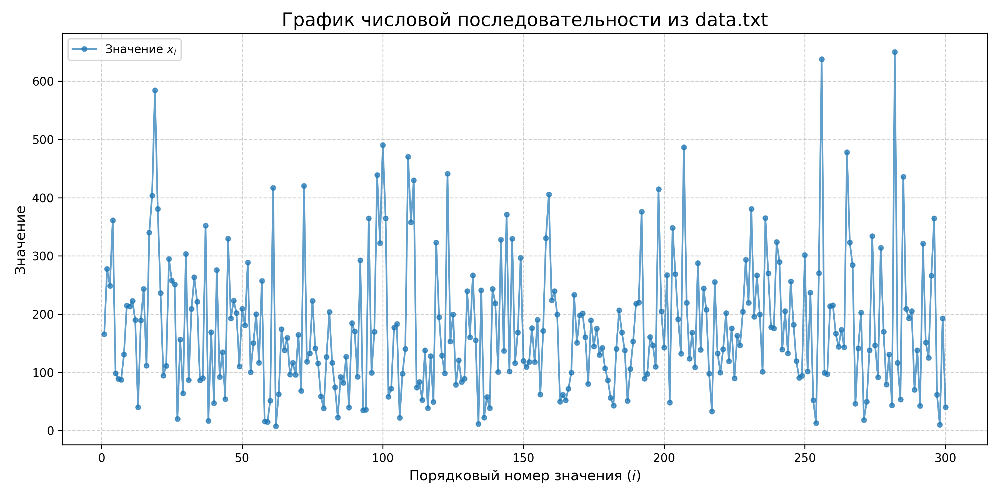 График числовой последовательности из data.txt
Значение xᵢ
Значение
600
500
400
300
200
100
0
0 50 100 150 200 250 300
Порядковый номер значения (i)